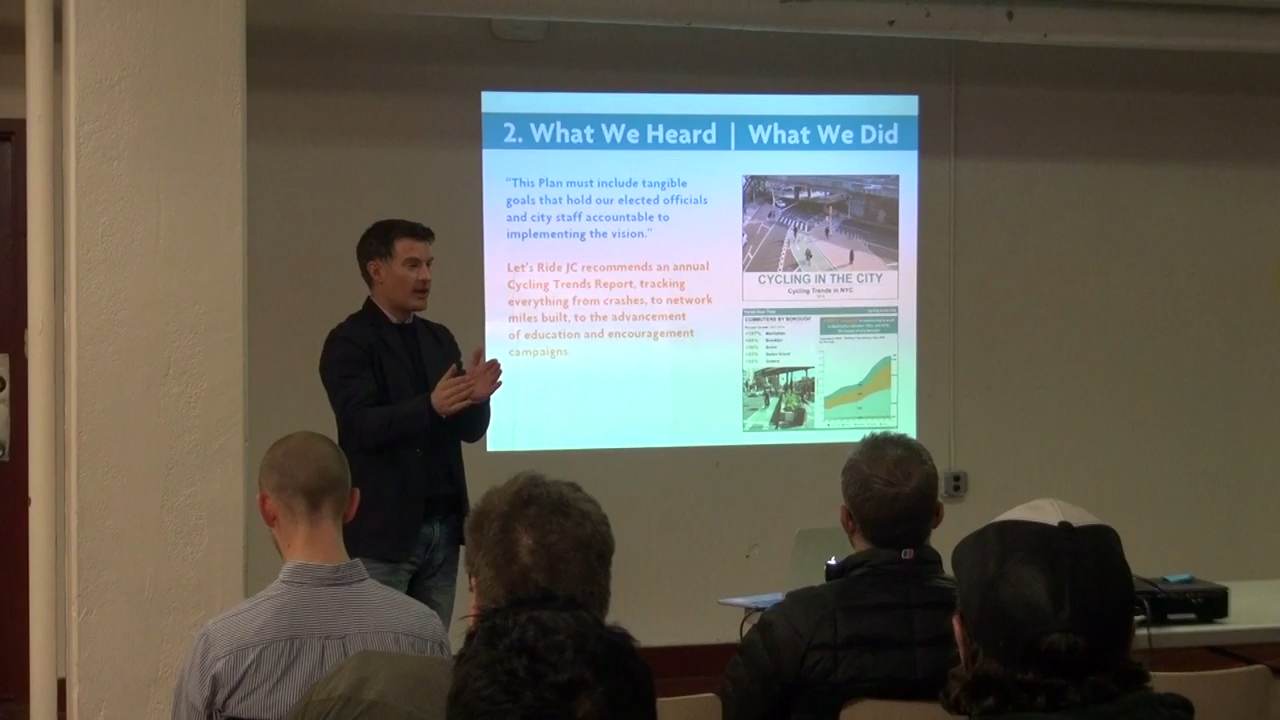 2. What We Heard | What We Did
"This Plan must include tangible
goals that hold our elected officials
and city staff accountable to
implementing the vision."
Let's Ride JC recommends an annual
Cycling Trends Report, tracking
everything from crashes, to network
miles built, to the advancement
of education and encouragement
campaigns.
CYCLING IN THE CITY
Cycling Trends in NYC
COMMUTERS BY BOROUGH
Manhattan
Brooklyn
Bronx
Staten Island
Queens